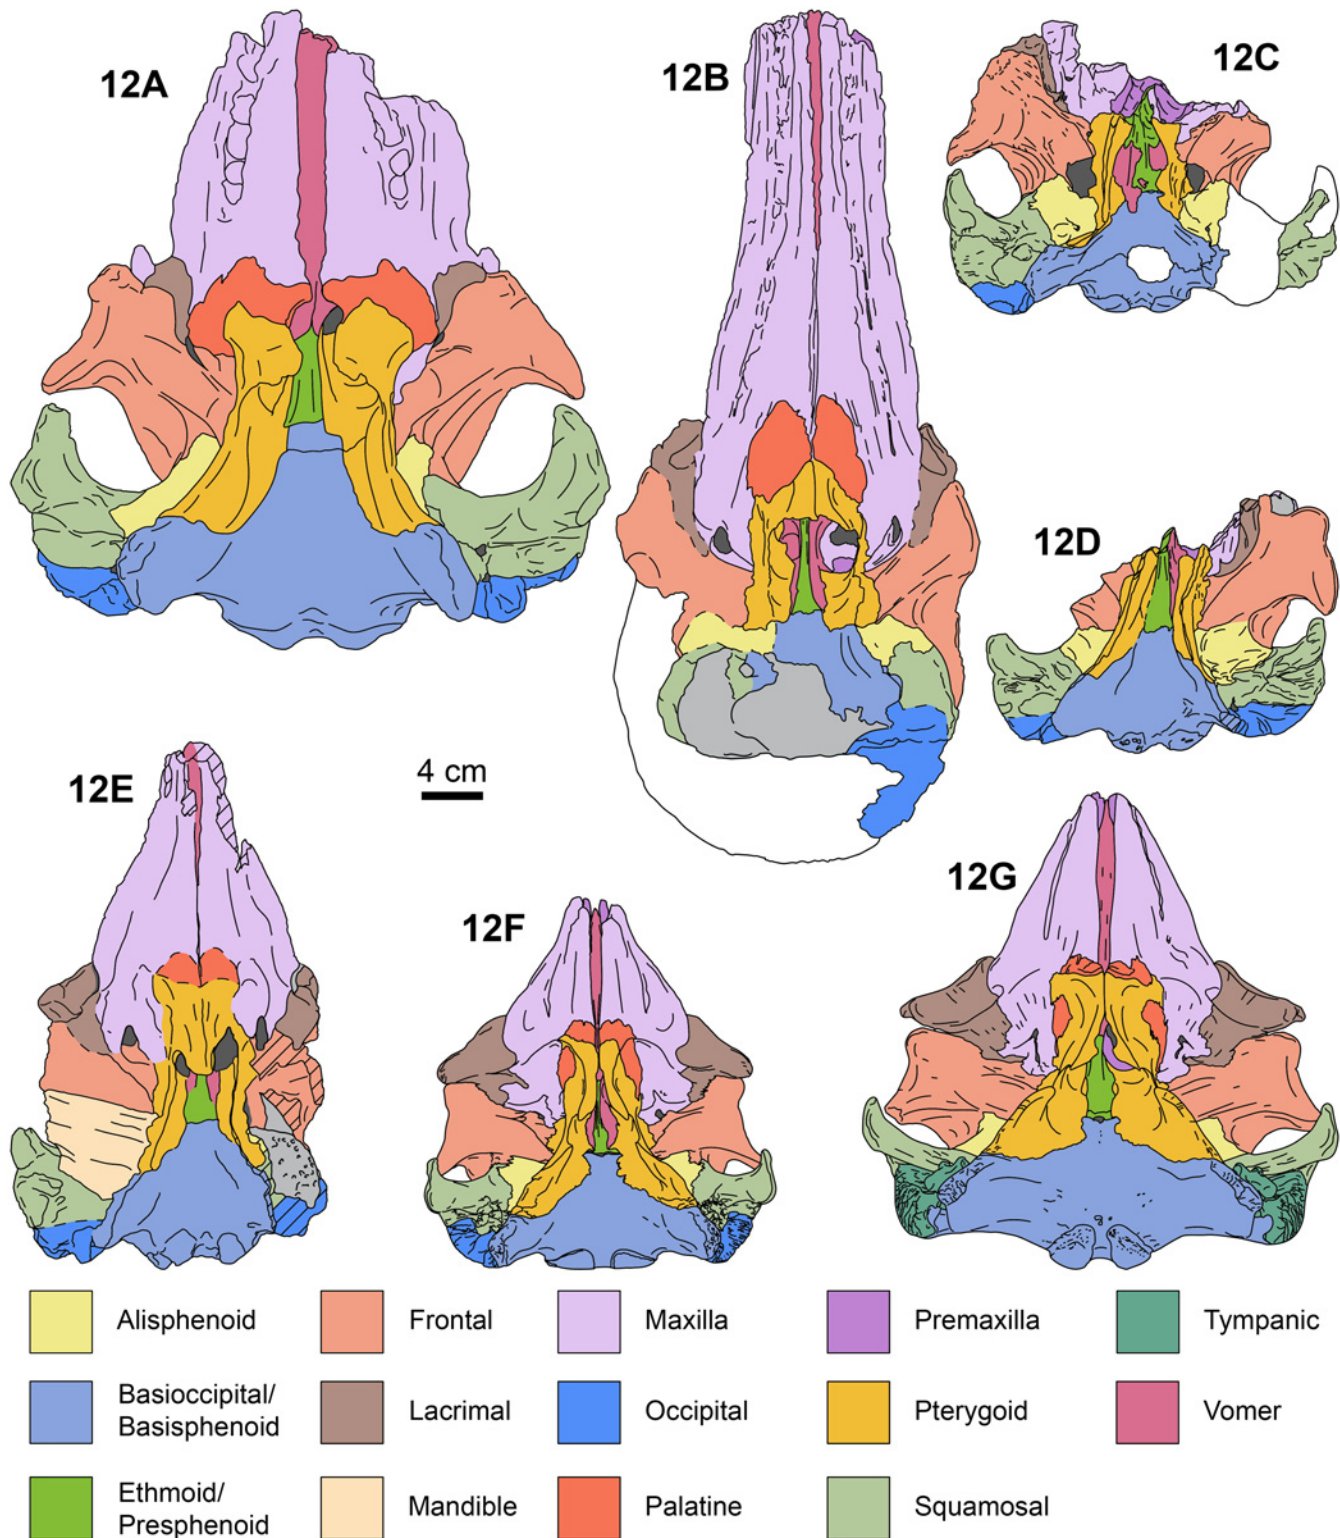 12A
12B
12C
12D
12E
4 cm
12F
12G
Alisphenoid
Frontal
Maxilla
Premaxilla
Tympanic
Basioccipital/
Basisphenoid
Lacrimal
Occipital
Pterygoid
Vomer
Ethmoid/
Presphenoid
Mandible
Palatine
Squamosal